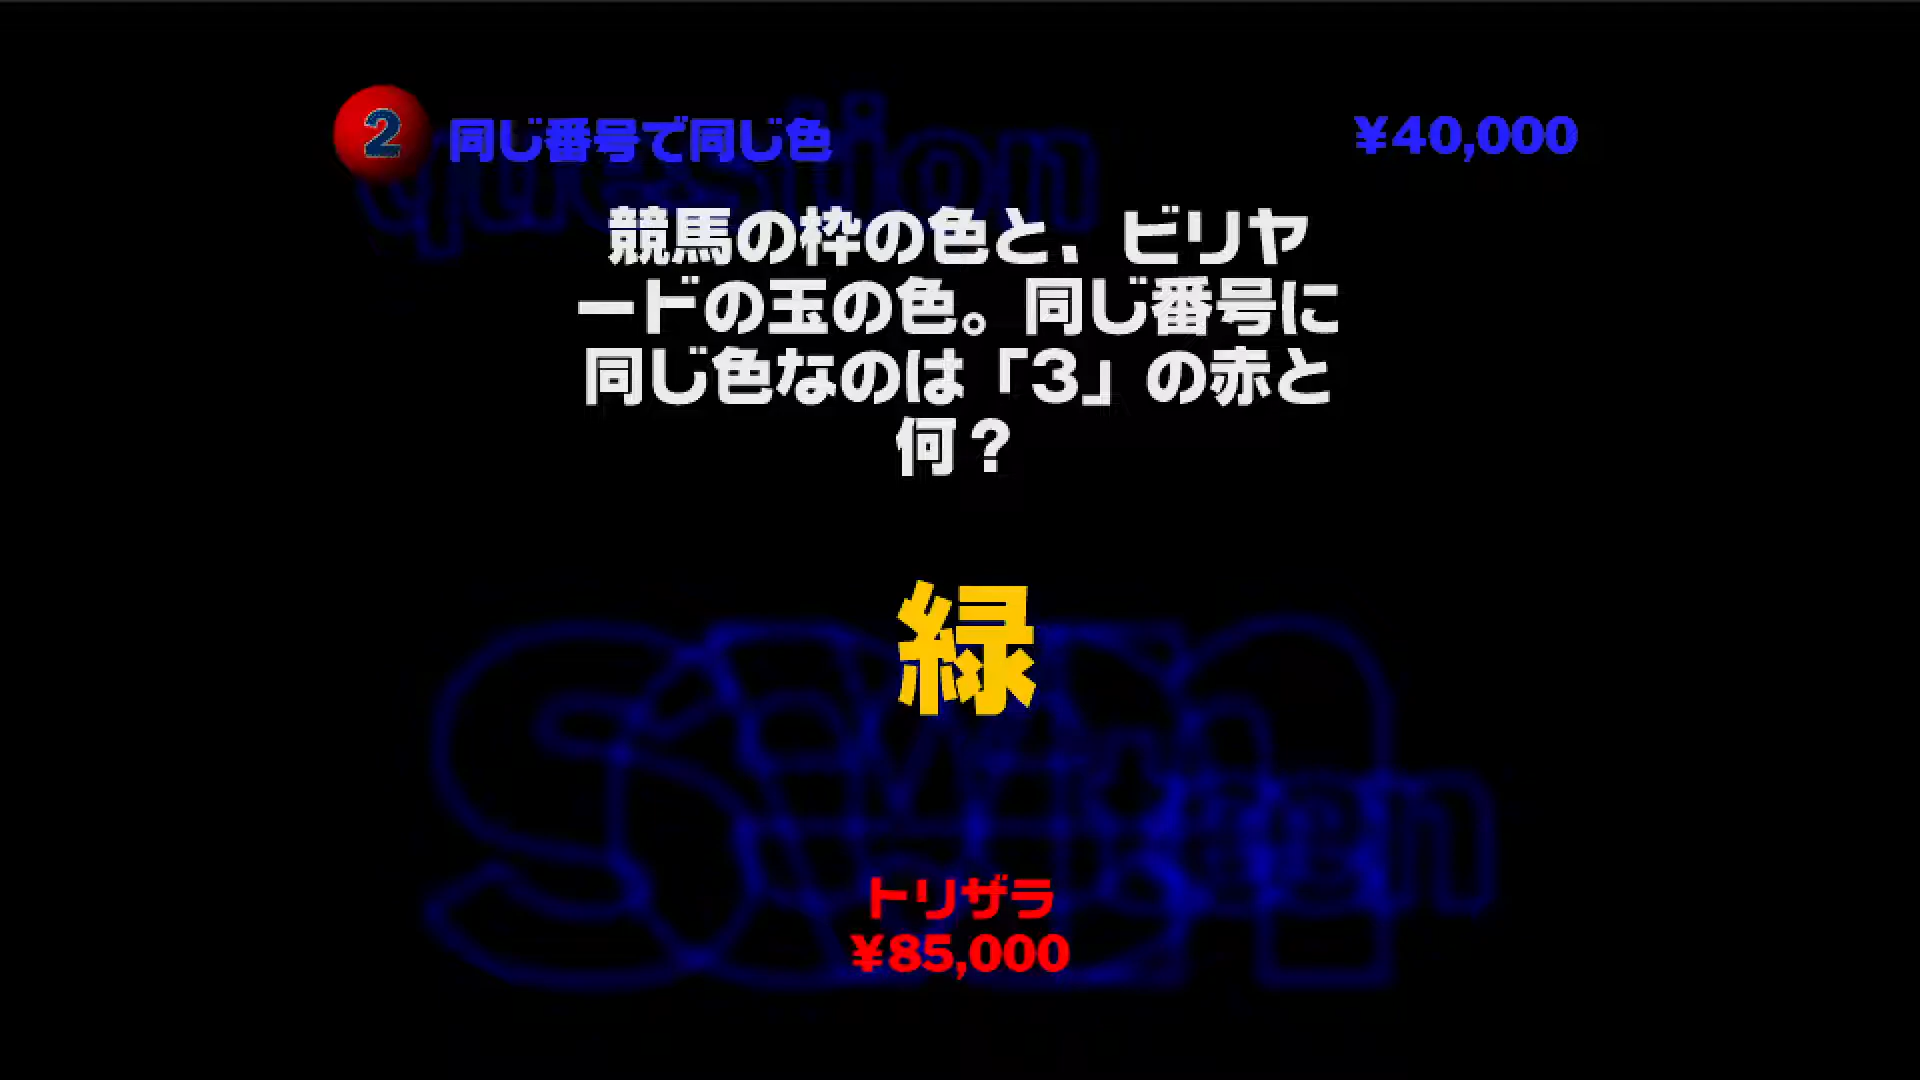 2 同じ番号で同じ色 ¥40,000
question
競馬の枠の色と、ビリヤ
ードの玉の色。同じ番号に
同じ色なのは「3」の赤と
何?
緑
トリザラ
¥85,000